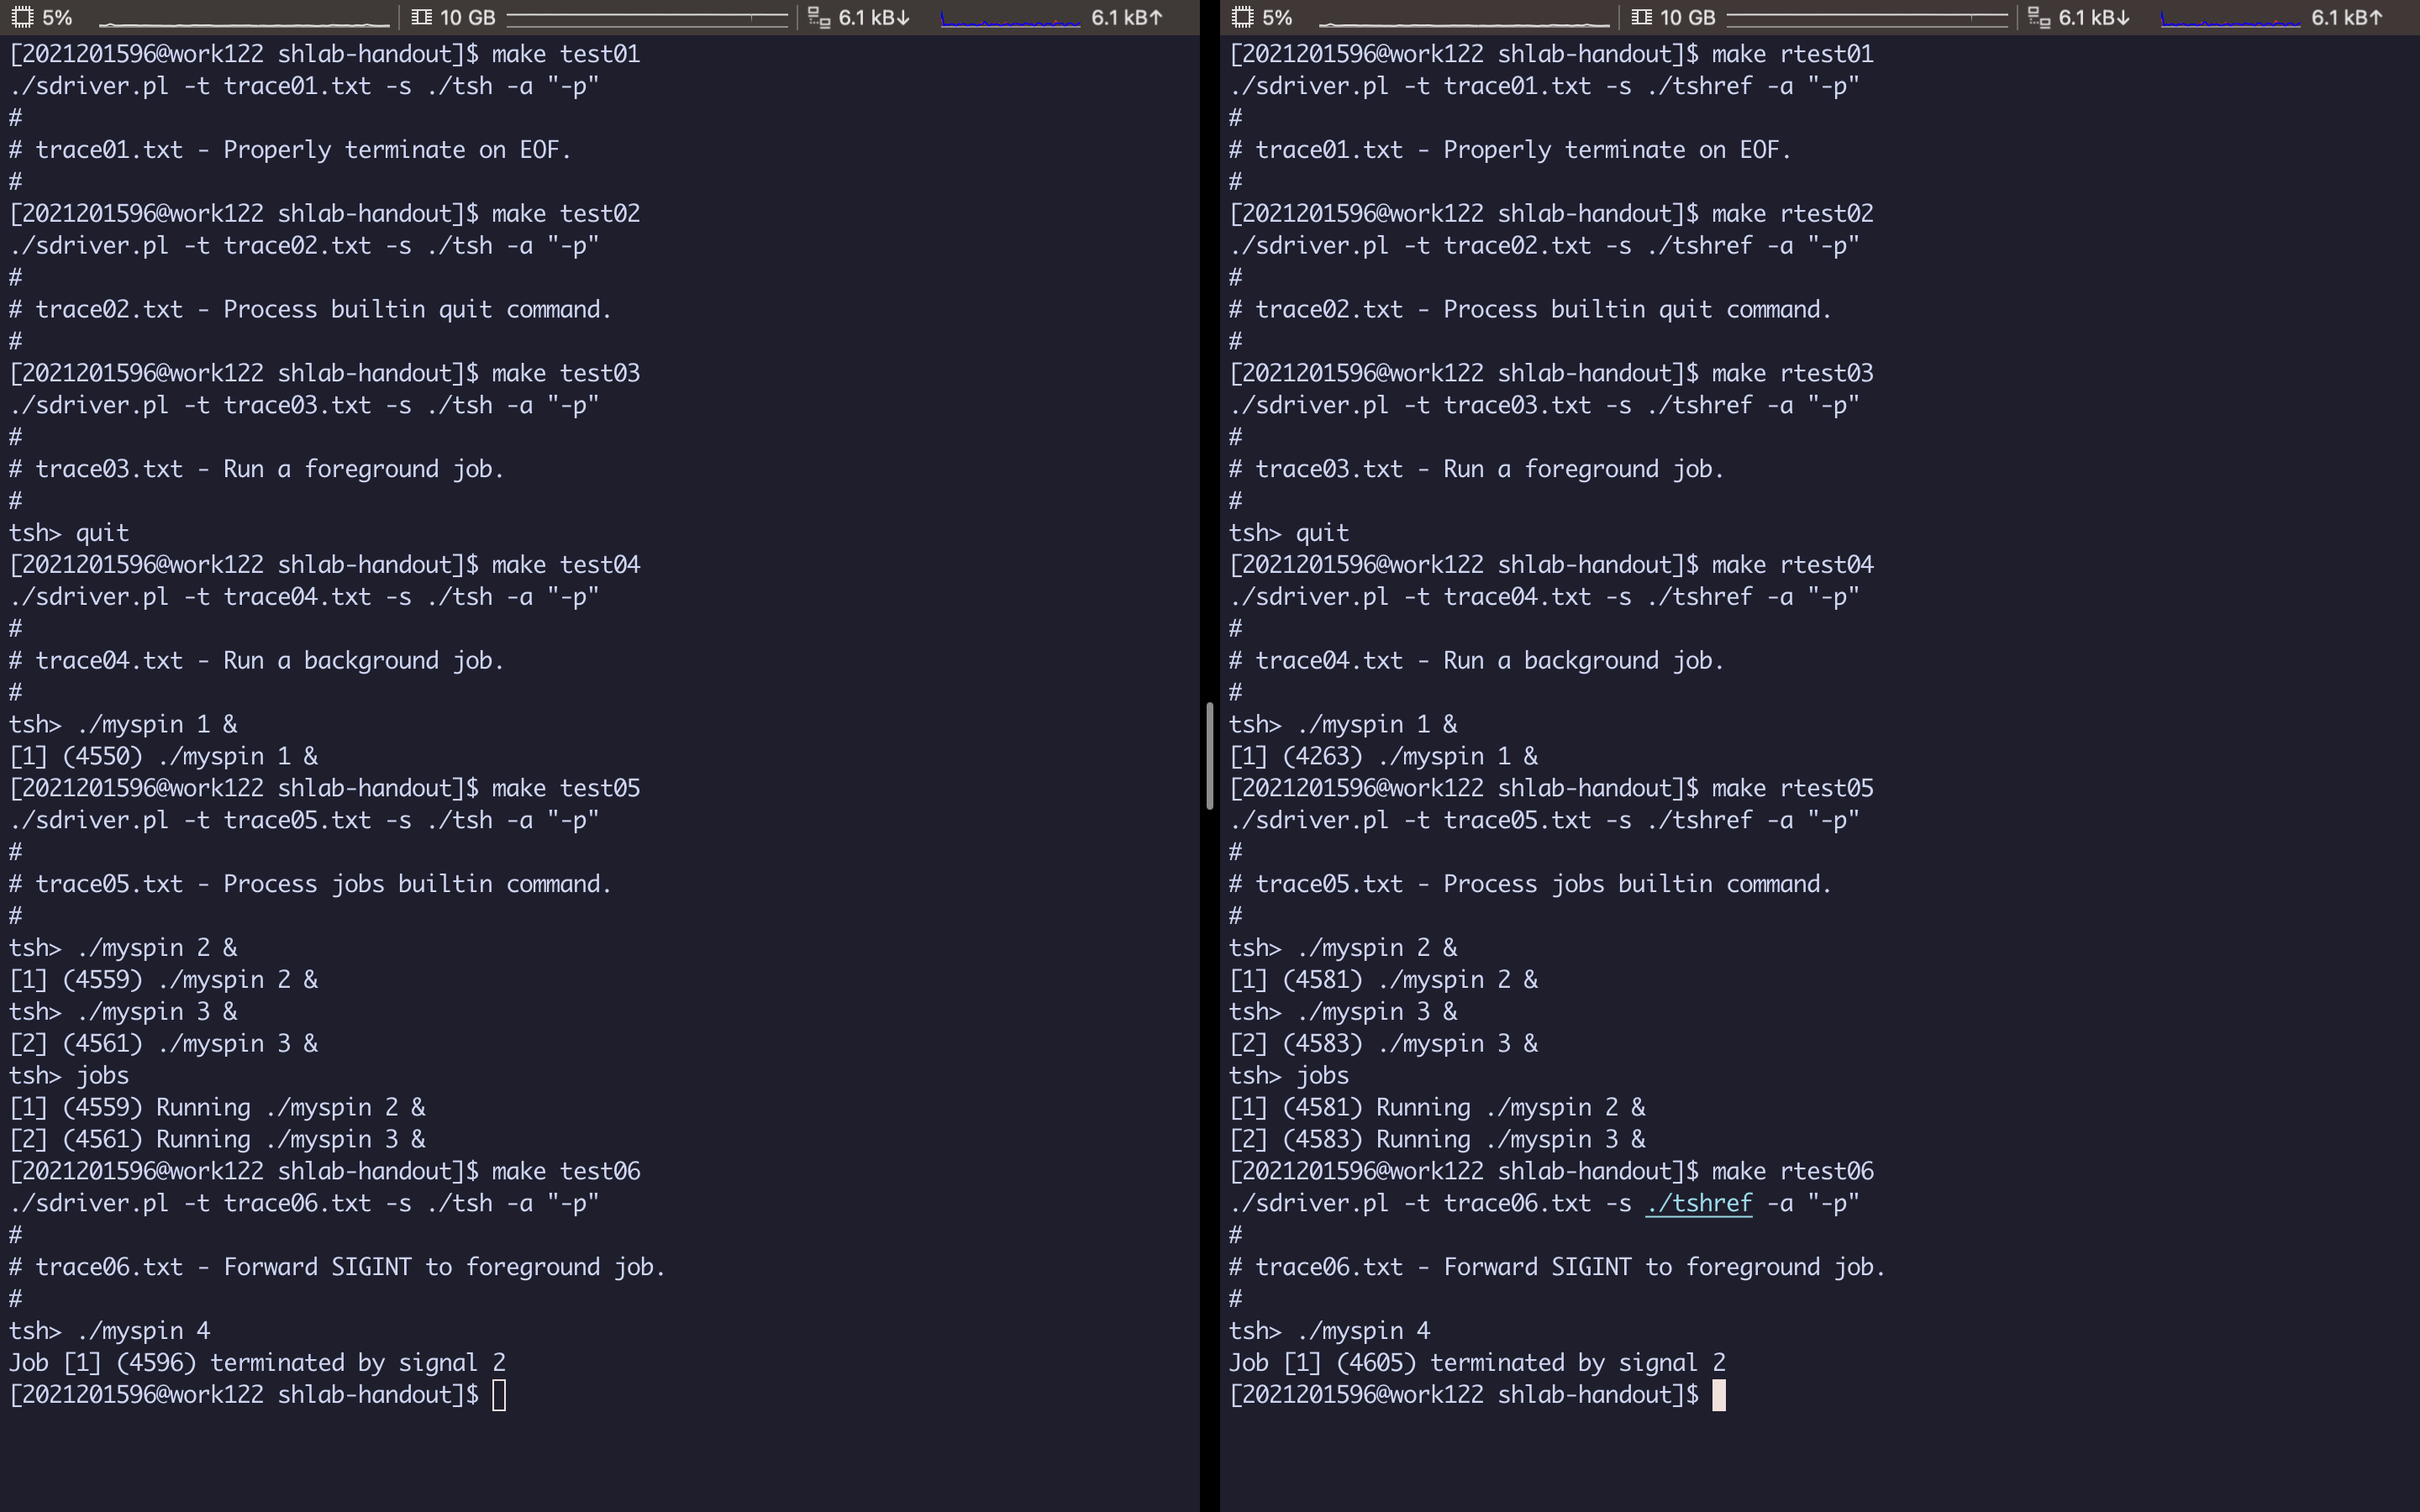 5% 10 GB 6.1 kB↓ 6.1 kB↑
[2021201596@work122 shlab-handout]$ make test01
./sdriver.pl -t trace01.txt -s ./tsh -a "-p"
#
# trace01.txt - Properly terminate on EOF.
#
[2021201596@work122 shlab-handout]$ make test02
./sdriver.pl -t trace02.txt -s ./tsh -a "-p"
#
# trace02.txt - Process builtin quit command.
#
[2021201596@work122 shlab-handout]$ make test03
./sdriver.pl -t trace03.txt -s ./tsh -a "-p"
#
# trace03.txt - Run a foreground job.
#
tsh> quit
[2021201596@work122 shlab-handout]$ make test04
./sdriver.pl -t trace04.txt -s ./tsh -a "-p"
#
# trace04.txt - Run a background job.
#
tsh> ./myspin 1 &
[1] (4550) ./myspin 1 &
[2021201596@work122 shlab-handout]$ make test05
./sdriver.pl -t trace05.txt -s ./tsh -a "-p"
#
# trace05.txt - Process jobs builtin command.
#
tsh> ./myspin 2 &
[1] (4559) ./myspin 2 &
tsh> ./myspin 3 &
[2] (4561) ./myspin 3 &
tsh> jobs
[1] (4559) Running ./myspin 2 &
[2] (4561) Running ./myspin 3 &
[2021201596@work122 shlab-handout]$ make test06
./sdriver.pl -t trace06.txt -s ./tsh -a "-p"
#
# trace06.txt - Forward SIGINT to foreground job.
#
tsh> ./myspin 4
Job [1] (4596) terminated by signal 2
[2021201596@work122 shlab-handout]$
5% 10 GB 6.1 kB↓ 6.1 kB↑
[2021201596@work122 shlab-handout]$ make rtest01
./sdriver.pl -t trace01.txt -s ./tshref -a "-p"
#
# trace01.txt - Properly terminate on EOF.
#
[2021201596@work122 shlab-handout]$ make rtest02
./sdriver.pl -t trace02.txt -s ./tshref -a "-p"
#
# trace02.txt - Process builtin quit command.
#
[2021201596@work122 shlab-handout]$ make rtest03
./sdriver.pl -t trace03.txt -s ./tshref -a "-p"
#
# trace03.txt - Run a foreground job.
#
tsh> quit
[2021201596@work122 shlab-handout]$ make rtest04
./sdriver.pl -t trace04.txt -s ./tshref -a "-p"
#
# trace04.txt - Run a background job.
#
tsh> ./myspin 1 &
[1] (4263) ./myspin 1 &
[2021201596@work122 shlab-handout]$ make rtest05
./sdriver.pl -t trace05.txt -s ./tshref -a "-p"
#
# trace05.txt - Process jobs builtin command.
#
tsh> ./myspin 2 &
[1] (4581) ./myspin 2 &
tsh> ./myspin 3 &
[2] (4583) ./myspin 3 &
tsh> jobs
[1] (4581) Running ./myspin 2 &
[2] (4583) Running ./myspin 3 &
[2021201596@work122 shlab-handout]$ make rtest06
./sdriver.pl -t trace06.txt -s ./tshref -a "-p"
#
# trace06.txt - Forward SIGINT to foreground job.
#
tsh> ./myspin 4
Job [1] (4605) terminated by signal 2
[2021201596@work122 shlab-handout]$